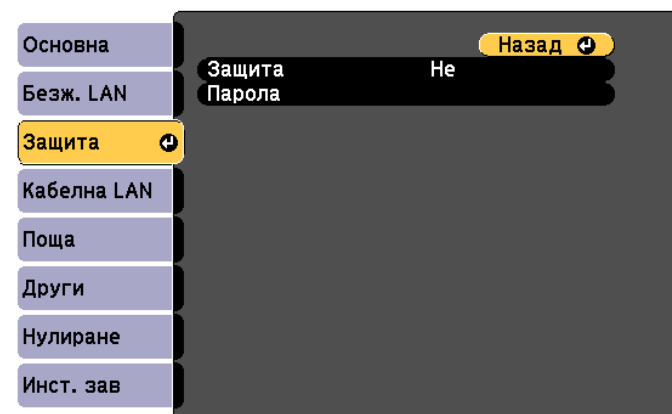 Основна
Безж. LAN
Защита
Кабелна LAN
Поща
Други
Нулиране
Инст. зав
Назад
Защита Не
Парола